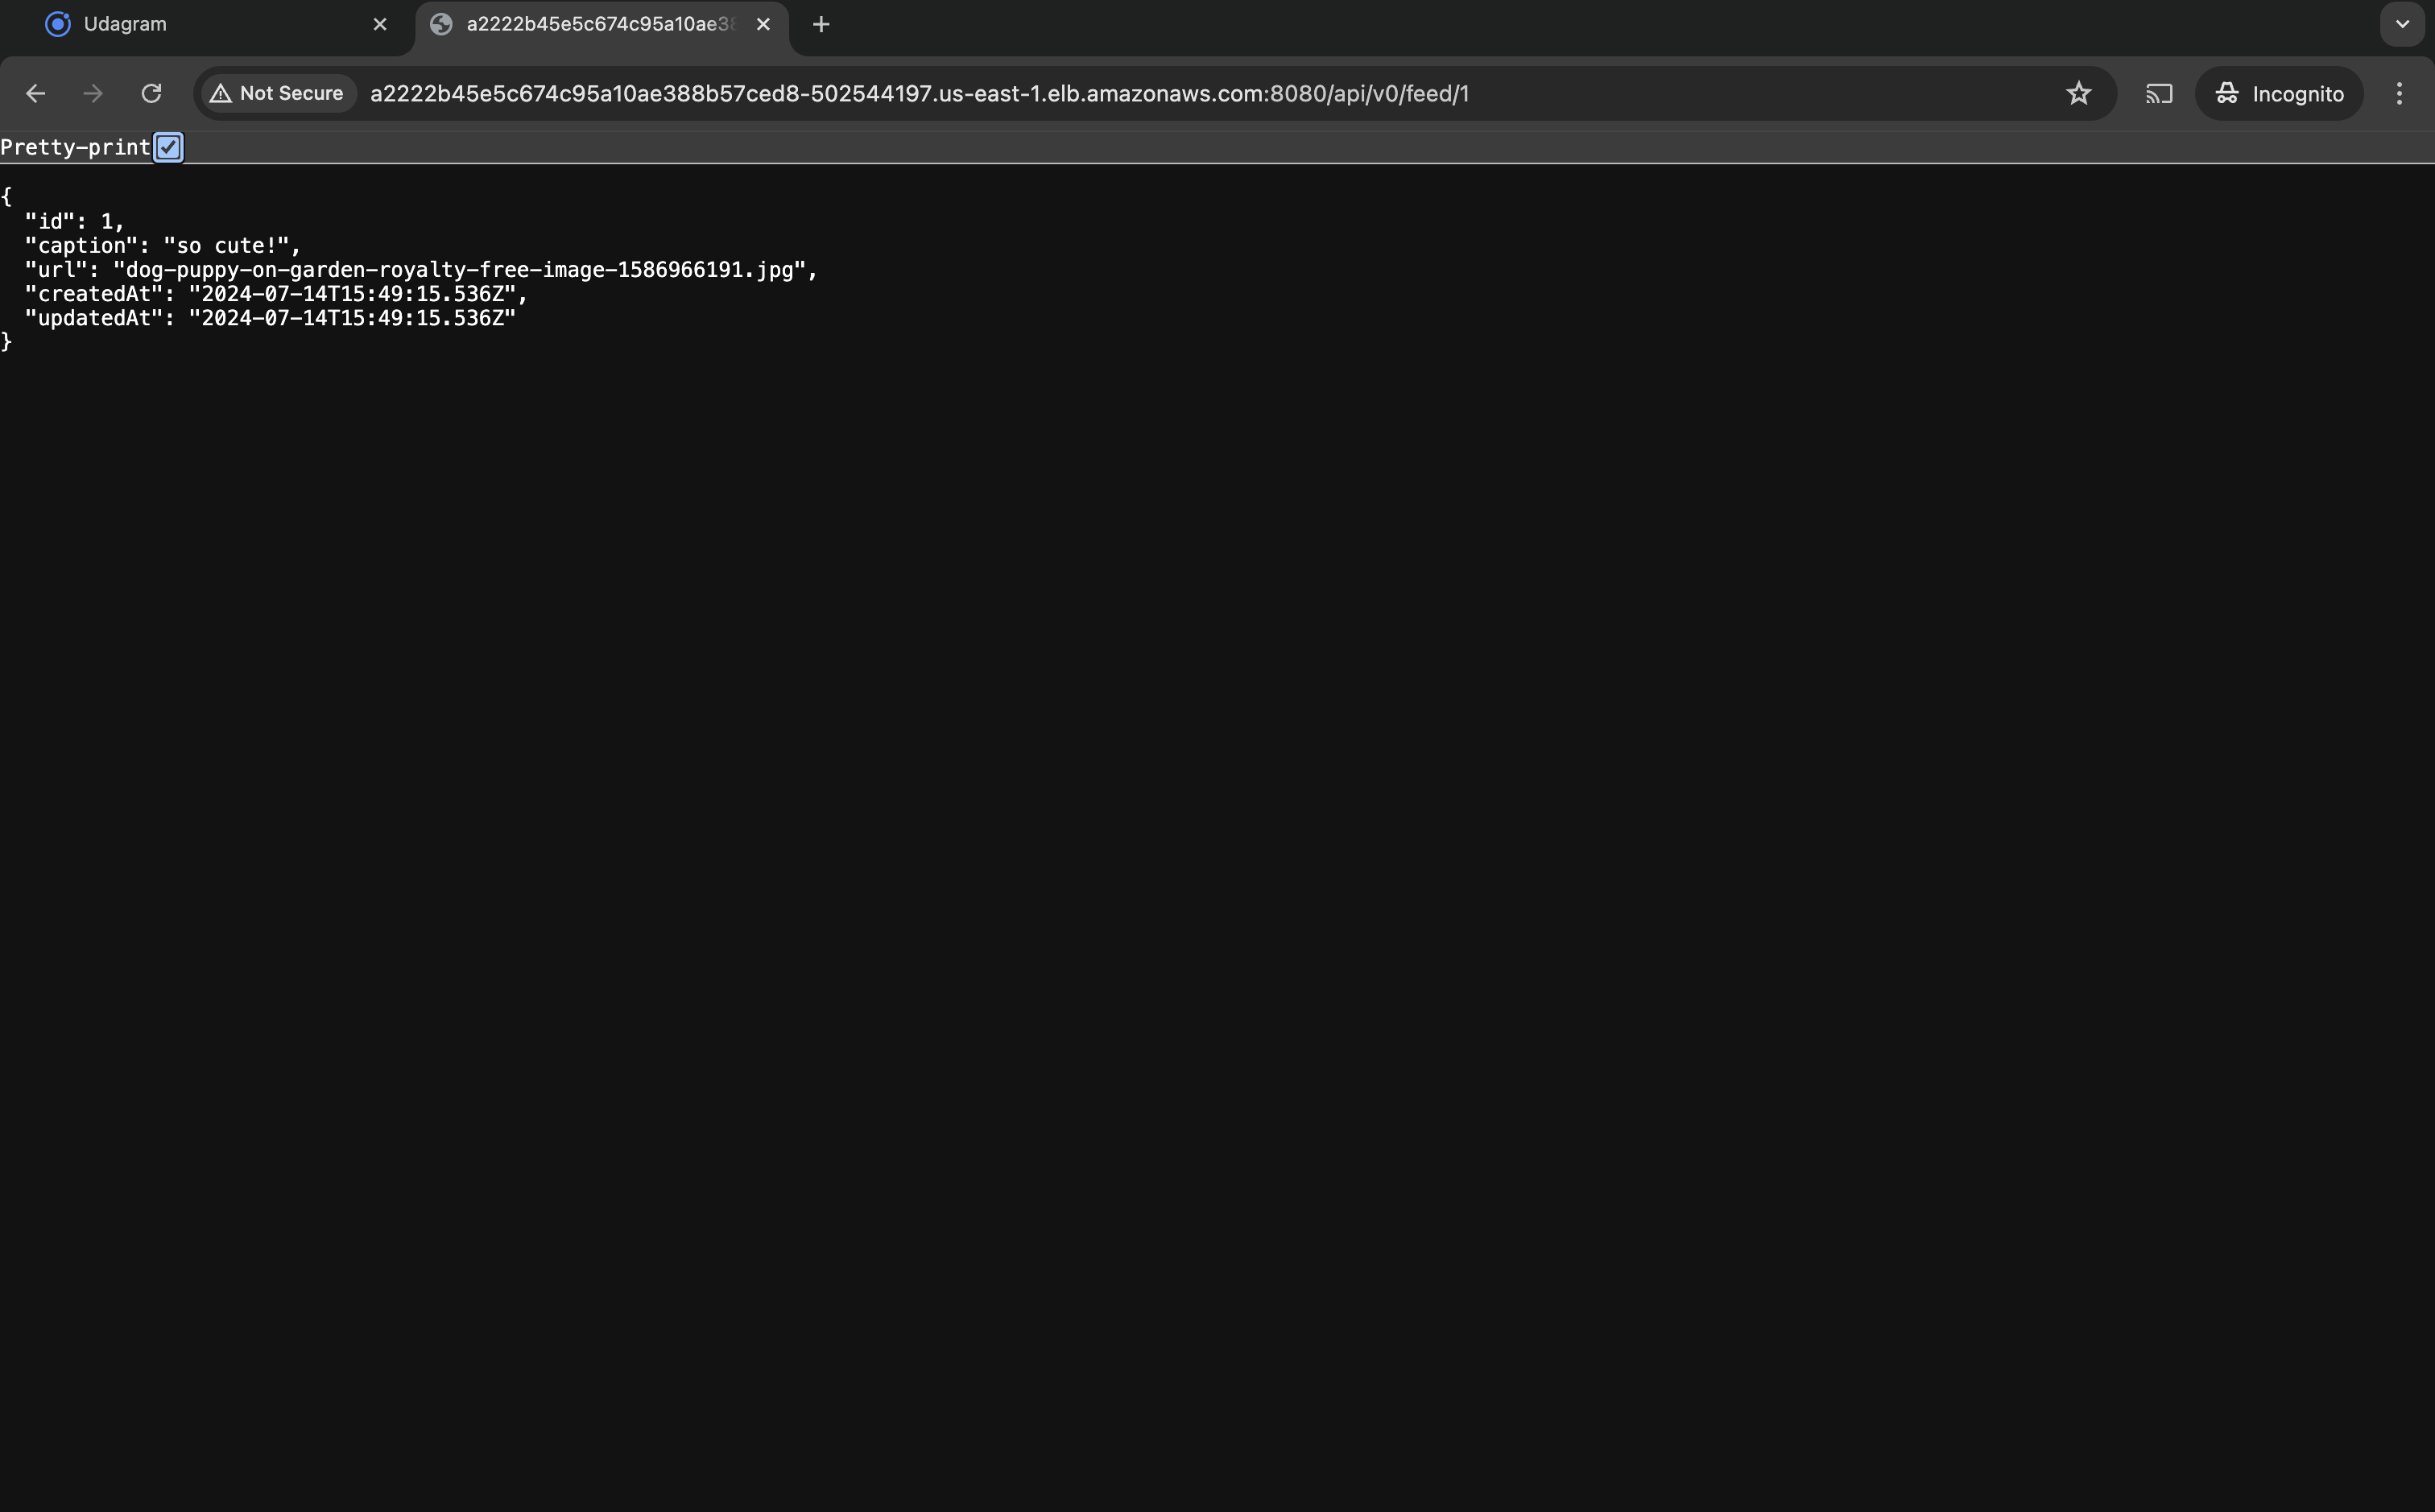 Udagram
a2222b45e5c674c95a10ae38
Not Secure
a2222b45e5c674c95a10ae388b57ced8-502544197.us-east-1.elb.amazonaws.com:8080/api/v0/feed/1
Incognito
Pretty-print
{
  "id": 1,
  "caption": "so cute!",
  "url": "dog-puppy-on-garden-royalty-free-image-1586966191.jpg",
  "createdAt": "2024-07-14T15:49:15.536Z",
  "updatedAt": "2024-07-14T15:49:15.536Z"
}